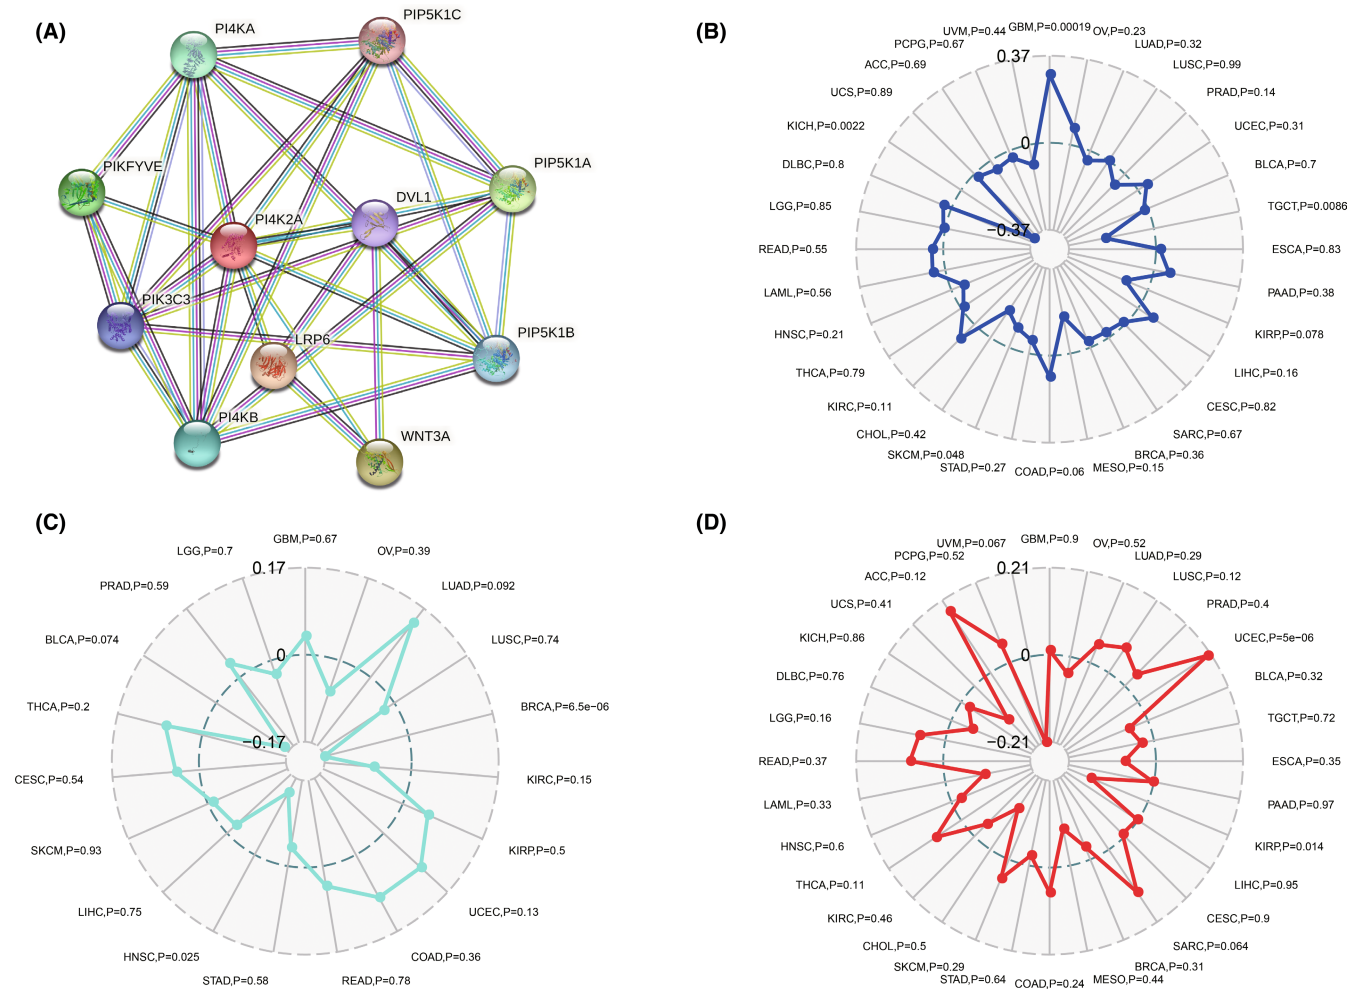 (A)
PI4KA
PIP5K1C
PIKFYVE
PIP5K1A
DVL1
PI4K2A
PIK3C3
LRP6
PIP5K1B
PI4KB
WNT3A
(B)
GBM,P=0.00019
OV,P=0.23
LUAD,P=0.32
LUSC,P=0.99
PRAD,P=0.14
UCEC,P=0.31
BLCA,P=0.7
TGCT,P=0.0086
ESCA,P=0.83
PAAD,P=0.38
KIRP,P=0.078
LIHC,P=0.16
CESC,P=0.82
SARC,P=0.67
BRCA,P=0.36
MESO,P=0.15
COAD,P=0.06
STAD,P=0.27
SKCM,P=0.048
CHOL,P=0.42
KIRC,P=0.11
THCA,P=0.79
HNSC,P=0.21
LAML,P=0.56
READ,P=0.55
LGG,P=0.85
DLBC,P=0.8
KICH,P=0.0022
UCS,P=0.89
ACC,P=0.69
PCPG,P=0.67
UVM,P=0.44
0.37
0
−0.37
(C)
GBM,P=0.67
OV,P=0.39
LUAD,P=0.092
LUSC,P=0.74
BRCA,P=6.5e−06
KIRC,P=0.15
KIRP,P=0.5
UCEC,P=0.13
COAD,P=0.36
READ,P=0.78
STAD,P=0.58
HNSC,P=0.025
LIHC,P=0.75
SKCM,P=0.93
CESC,P=0.54
THCA,P=0.2
BLCA,P=0.074
PRAD,P=0.59
LGG,P=0.7
0.17
0
−0.17
(D)
GBM,P=0.9
OV,P=0.52
LUAD,P=0.29
LUSC,P=0.12
PRAD,P=0.4
UCEC,P=5e−06
BLCA,P=0.32
TGCT,P=0.72
ESCA,P=0.35
PAAD,P=0.97
KIRP,P=0.014
LIHC,P=0.95
CESC,P=0.9
SARC,P=0.064
BRCA,P=0.31
MESO,P=0.44
COAD,P=0.24
STAD,P=0.64
SKCM,P=0.29
CHOL,P=0.5
KIRC,P=0.46
THCA,P=0.11
HNSC,P=0.6
LAML,P=0.33
READ,P=0.37
LGG,P=0.16
DLBC,P=0.76
KICH,P=0.86
UCS,P=0.41
ACC,P=0.12
PCPG,P=0.52
UVM,P=0.067
0.21
0
−0.21